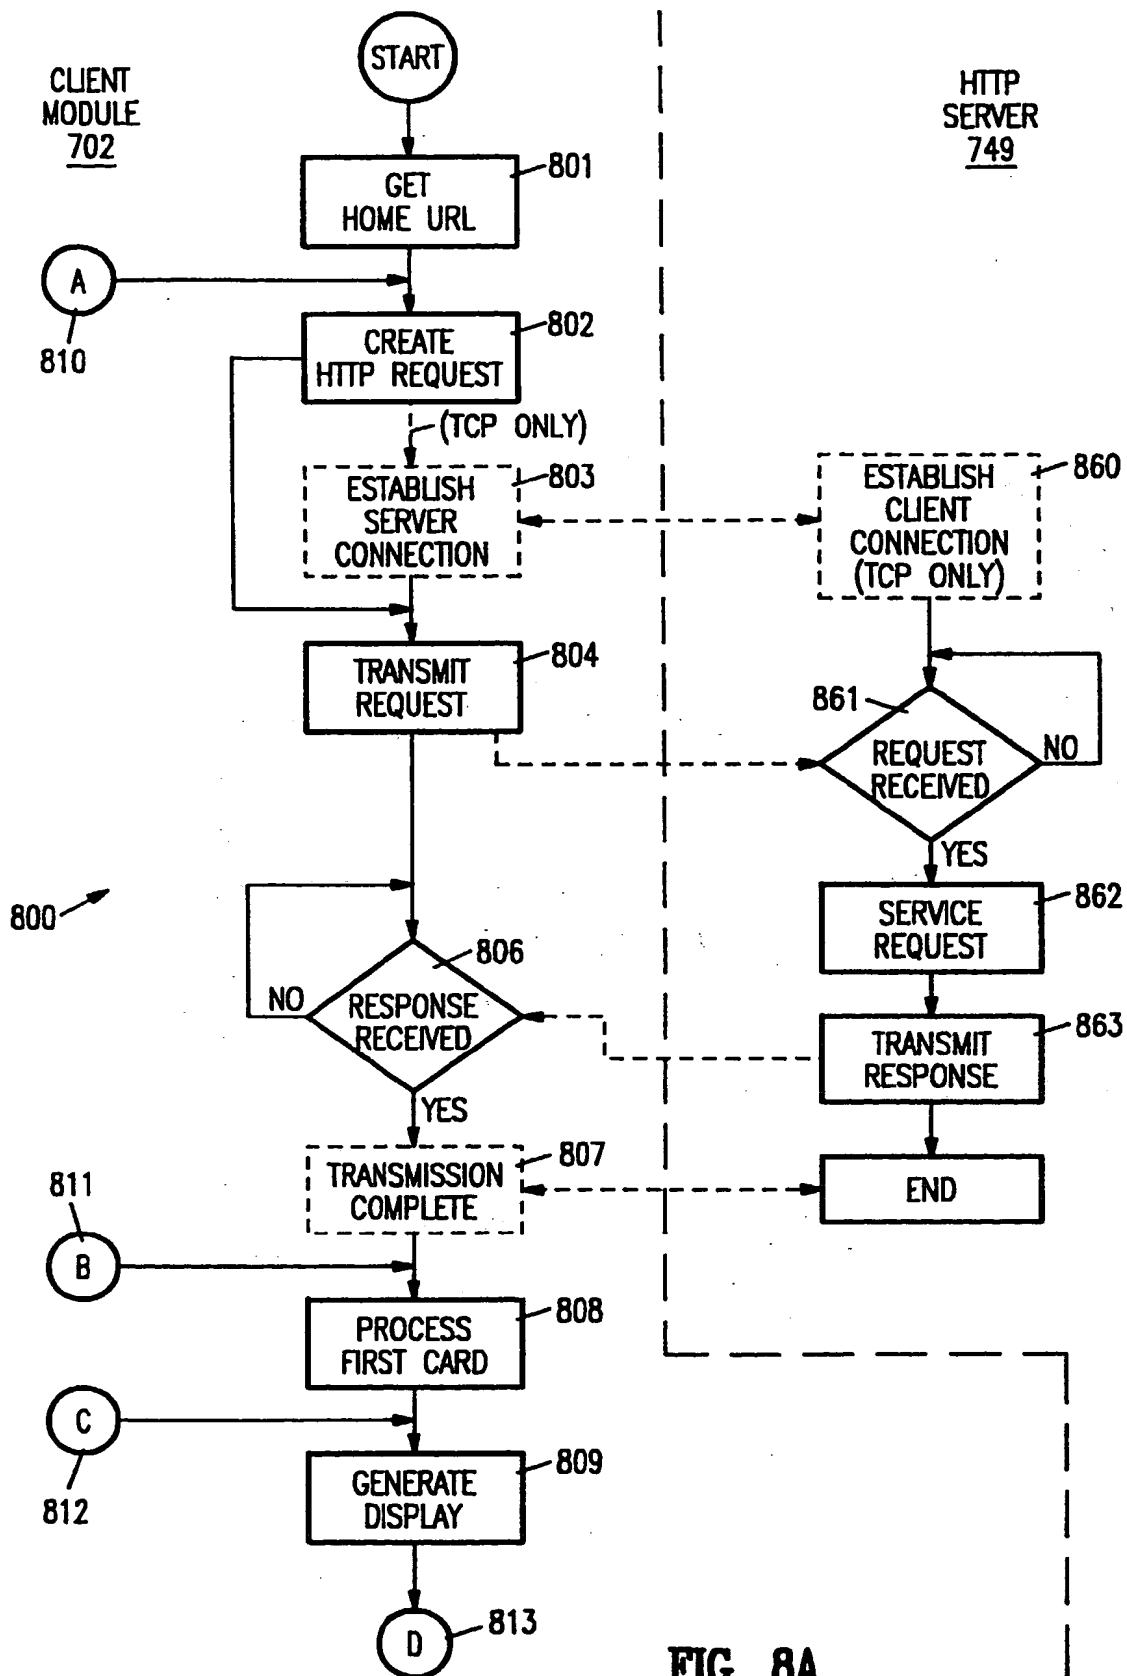 START
CLIENT
MODULE
702
HTTP
SERVER
749
801
GET
HOME URL
A
810
802
CREATE
HTTP REQUEST
(TCP ONLY)
803
ESTABLISH
SERVER
CONNECTION
860
ESTABLISH
CLIENT
CONNECTION
(TCP ONLY)
804
TRANSMIT
REQUEST
861
REQUEST
RECEIVED
NO
YES
800
862
SERVICE
REQUEST
806
RESPONSE
RECEIVED
NO
YES
863
TRANSMIT
RESPONSE
807
TRANSMISSION
COMPLETE
END
811
B
808
PROCESS
FIRST CARD
C
812
809
GENERATE
DISPLAY
D
813
FIG. 8A